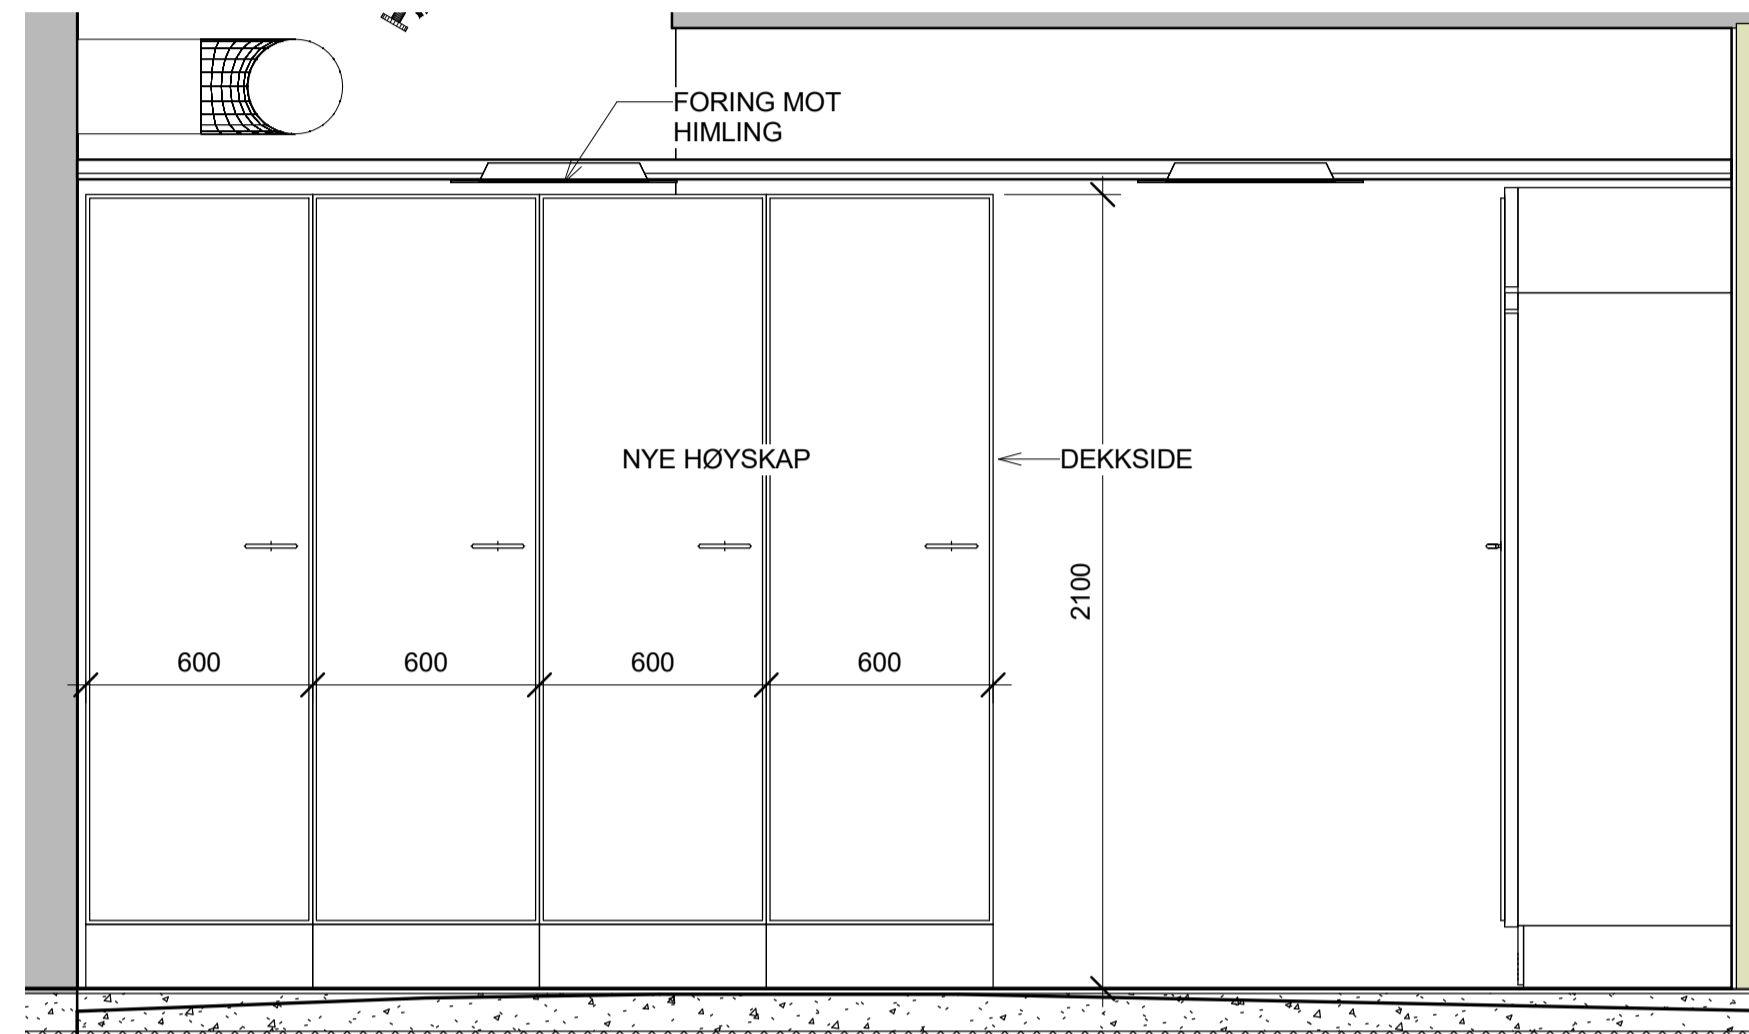 FORING MOT
HIMLING
NYE HØYSKAP
DEKKSIDE
2100
600
600
600
600